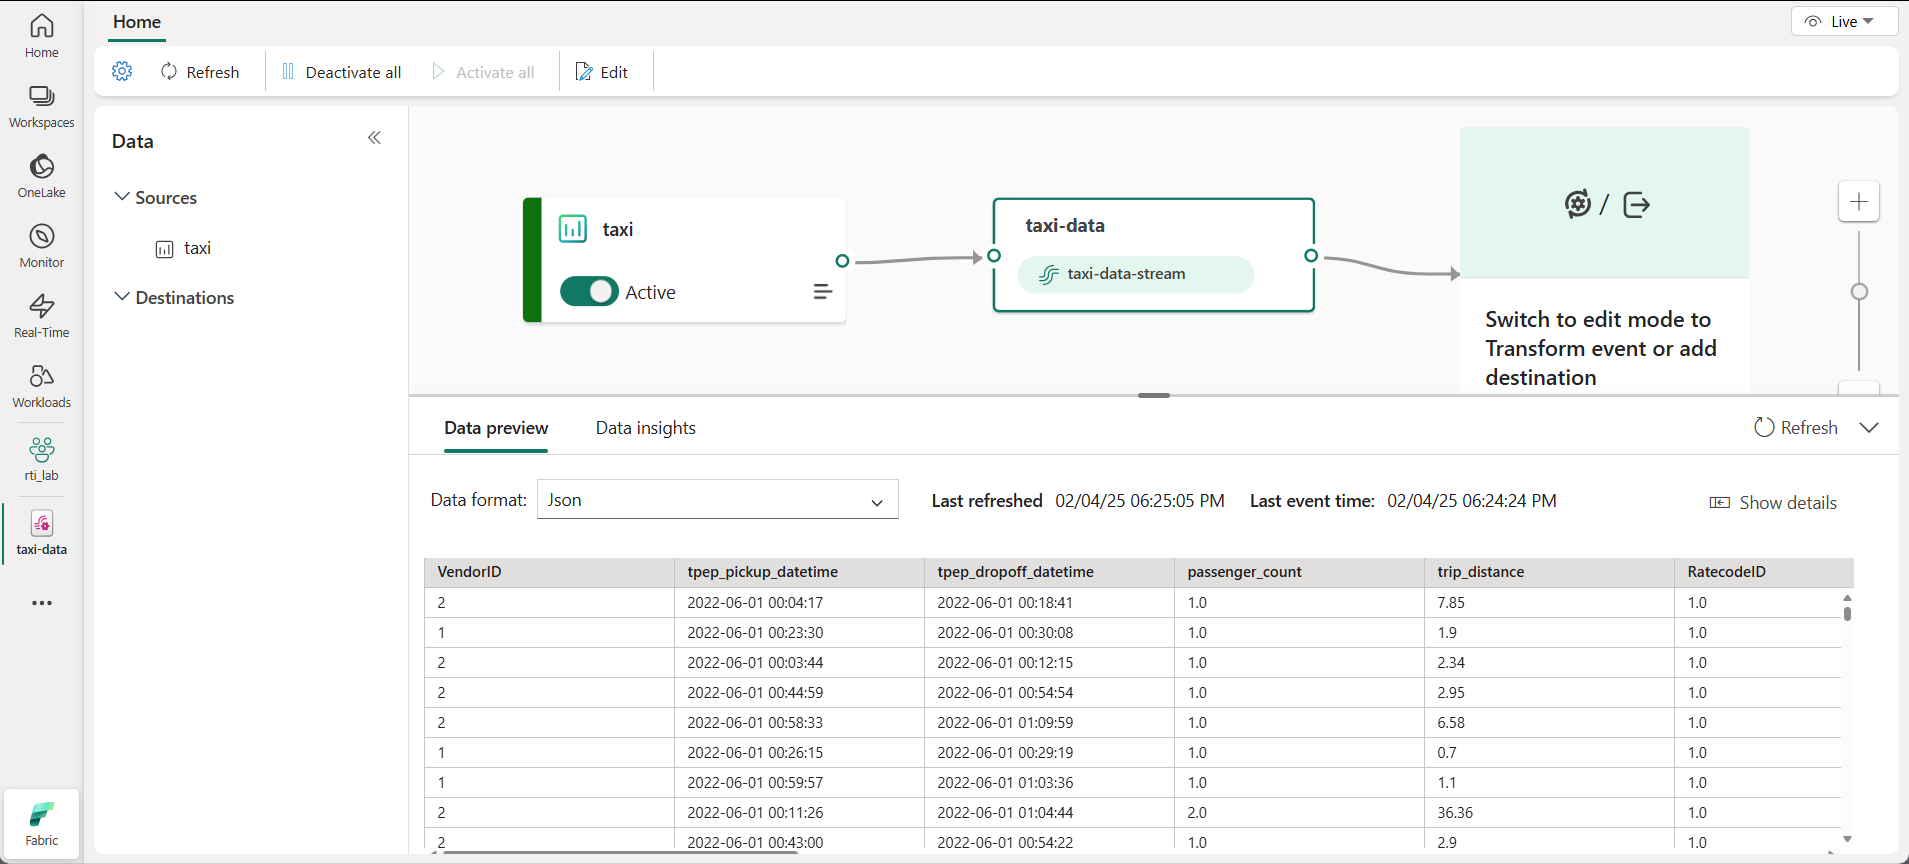 Home
Live
Home
Workspaces
OneLake
Monitor
Real-Time
Workloads
rti_lab
taxi-data
Fabric
Refresh
Deactivate all
Activate all
Edit
Data
Sources
taxi
Destinations
taxi
Active
taxi-data
taxi-data-stream
/
Switch to edit mode to
Transform event or add
destination
Data preview
Data insights
Refresh
Data format: Json
Last refreshed 02/04/25 06:25:05 PM
Last event time: 02/04/25 06:24:24 PM
Show details
VendorID tpep_pickup_datetime tpep_dropoff_datetime passenger_count trip_distance RatecodeID
2 2022-06-01 00:04:17 2022-06-01 00:18:41 1.0 7.85 1.0
1 2022-06-01 00:23:30 2022-06-01 00:30:08 1.0 1.9 1.0
2 2022-06-01 00:03:44 2022-06-01 00:12:15 1.0 2.34 1.0
2 2022-06-01 00:44:59 2022-06-01 00:54:54 1.0 2.95 1.0
2 2022-06-01 00:58:33 2022-06-01 01:09:59 1.0 6.58 1.0
1 2022-06-01 00:26:15 2022-06-01 00:29:19 1.0 0.7 1.0
1 2022-06-01 00:59:57 2022-06-01 01:03:36 1.0 1.1 1.0
2 2022-06-01 00:11:26 2022-06-01 01:04:44 2.0 36.36 1.0
2 2022-06-01 00:43:00 2022-06-01 00:54:22 1.0 2.9 1.0